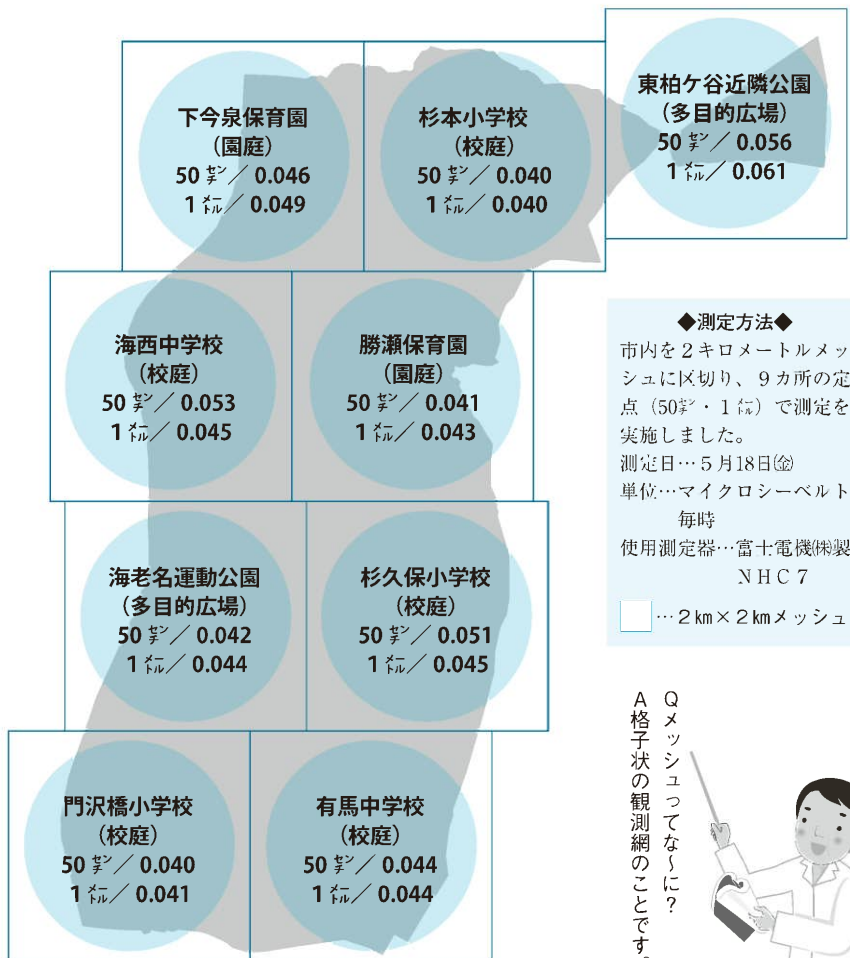 下今泉保育園
(園庭)
50センチ/0.046
1メートル/0.049
杉本小学校
(校庭)
50センチ/0.040
1メートル/0.040
東柏ケ谷近隣公園
(多目的広場)
50センチ/0.056
1メートル/0.061
海西中学校
(校庭)
50センチ/0.053
1メートル/0.045
勝瀬保育園
(園庭)
50センチ/0.041
1メートル/0.043
◆測定方法◆
市内を2キロメートルメッ
シュに区切り、9カ所の定
点（50センチ・1メートル）で測定を
実施しました。
測定日…5月18日㈮
単位…マイクロシーベルト
毎時
使用測定器…富士電機㈱製
NHC7
…2km×2kmメッシュ
海老名運動公園
(多目的広場)
50センチ/0.042
1メートル/0.044
杉久保小学校
(校庭)
50センチ/0.051
1メートル/0.045
門沢橋小学校
(校庭)
50センチ/0.040
1メートル/0.041
有馬中学校
(校庭)
50センチ/0.044
1メートル/0.044
Qメッシュってな〜に？
A格子状の観測網のことです。